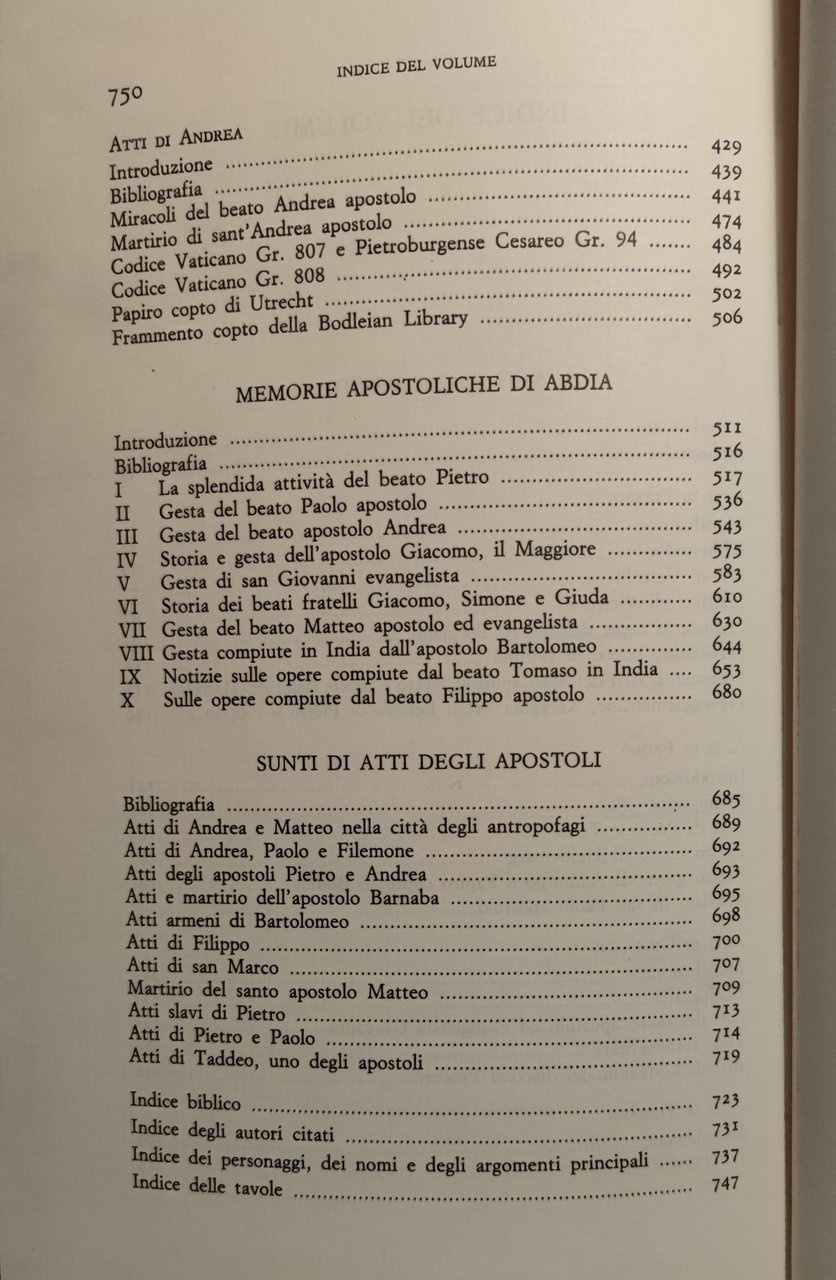 750
INDICE DEL VOLUME
ATTI DI ANDREA
Introduzione ........ 429
Bibliografia ........ 439
Miracoli del beato Andrea apostolo ........ 441
Martirio di sant'Andrea apostolo ........ 474
Codice Vaticano Gr. 807 e Pietroburgense Cesareo Gr. 94 ....... 484
Codice Vaticano Gr. 808 ........ 492
Papiro copto di Utrecht ........ 502
Frammento copto della Bodleian Library ........ 506
MEMORIE APOSTOLICHE DI ABDIA
Introduzione ........ 511
Bibliografia ........ 516
I La splendida attività del beato Pietro ........ 517
II Gesta del beato Paolo apostolo ........ 536
III Gesta del beato apostolo Andrea ........ 543
IV Storia e gesta dell'apostolo Giacomo, il Maggiore ........ 575
V Gesta di san Giovanni evangelista ........ 583
VI Storia dei beati fratelli Giacomo, Simone e Giuda ........ 610
VII Gesta del beato Matteo apostolo ed evangelista ........ 630
VIII Gesta compiute in India dall'apostolo Bartolomeo ........ 644
IX Notizie sulle opere compiute dal beato Tomaso in India .... 653
X Sulle opere compiute dal beato Filippo apostolo ........ 680
SUNTI DI ATTI DEGLI APOSTOLI
Bibliografia ........ 685
Atti di Andrea e Matteo nella città degli antropofagi ........ 689
Atti di Andrea, Paolo e Filemone ........ 692
Atti degli apostoli Pietro e Andrea ........ 693
Atti e martirio dell'apostolo Barnaba ........ 695
Atti armeni di Bartolomeo ........ 698
Atti di Filippo ........ 700
Atti di san Marco ........ 707
Martirio del santo apostolo Matteo ........ 709
Atti slavi di Pietro ........ 713
Atti di Pietro e Paolo ........ 714
Atti di Taddeo, uno degli apostoli ........ 719
Indice biblico ........ 723
Indice degli autori citati ........ 731
Indice dei personaggi, dei nomi e degli argomenti principali ...... 737
Indice delle tavole ........ 747